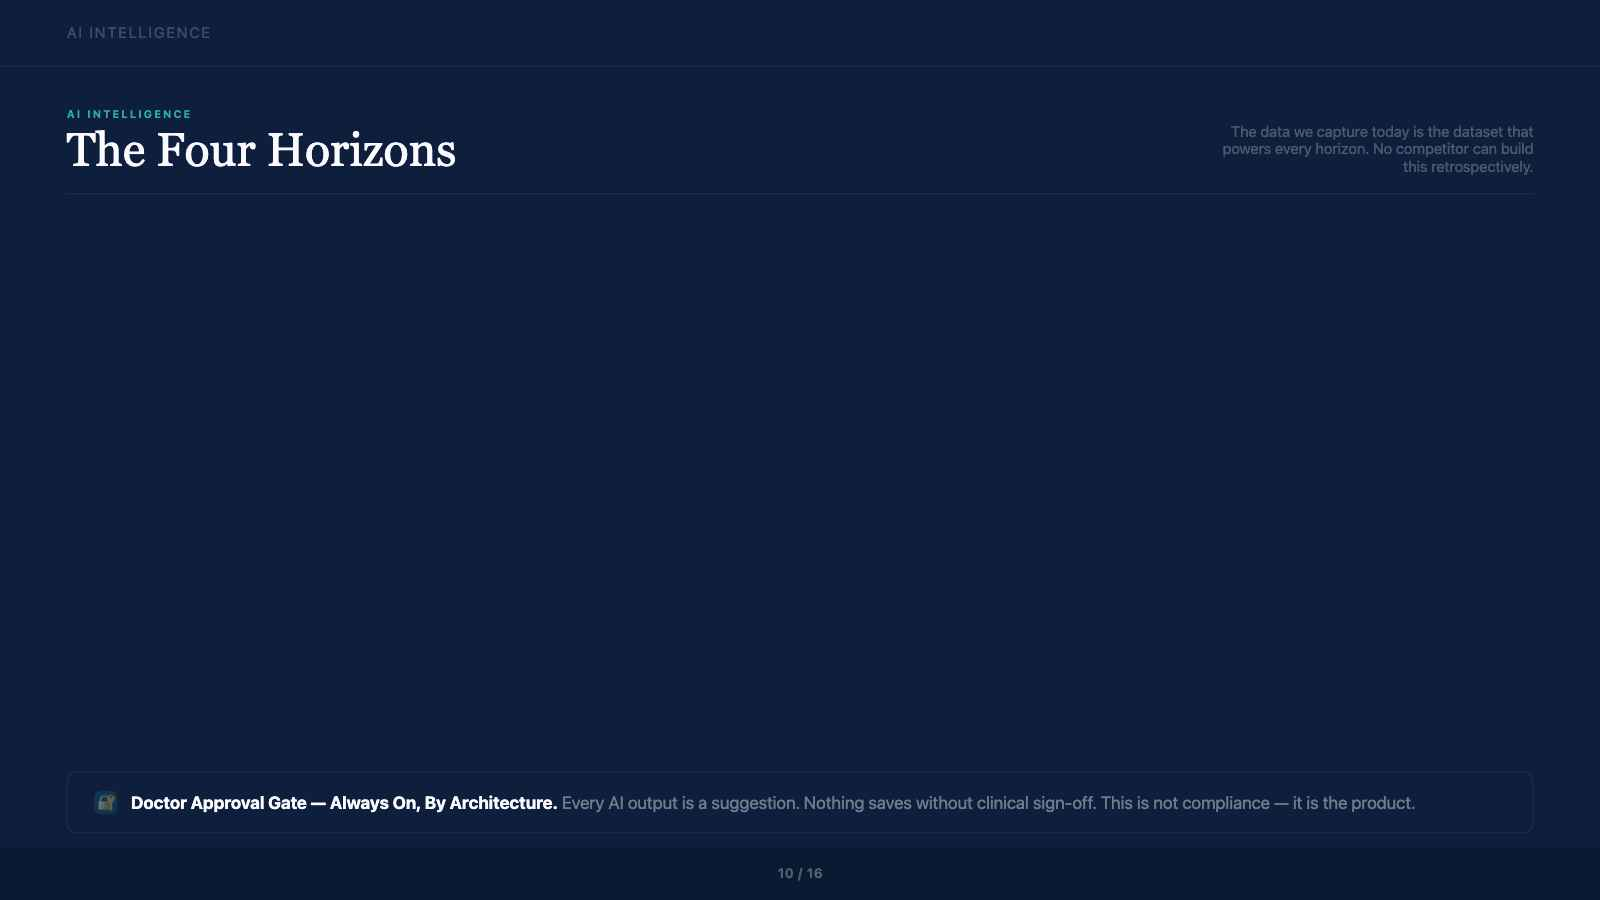 AI INTELLIGENCE
AI INTELLIGENCE
The Four Horizons
The data we capture today is the dataset that
powers every horizon. No competitor can build
this retrospectively.
Doctor Approval Gate — Always On, By Architecture. Every AI output is a suggestion. Nothing saves without clinical sign-off. This is not compliance — it is the product.
10 / 16